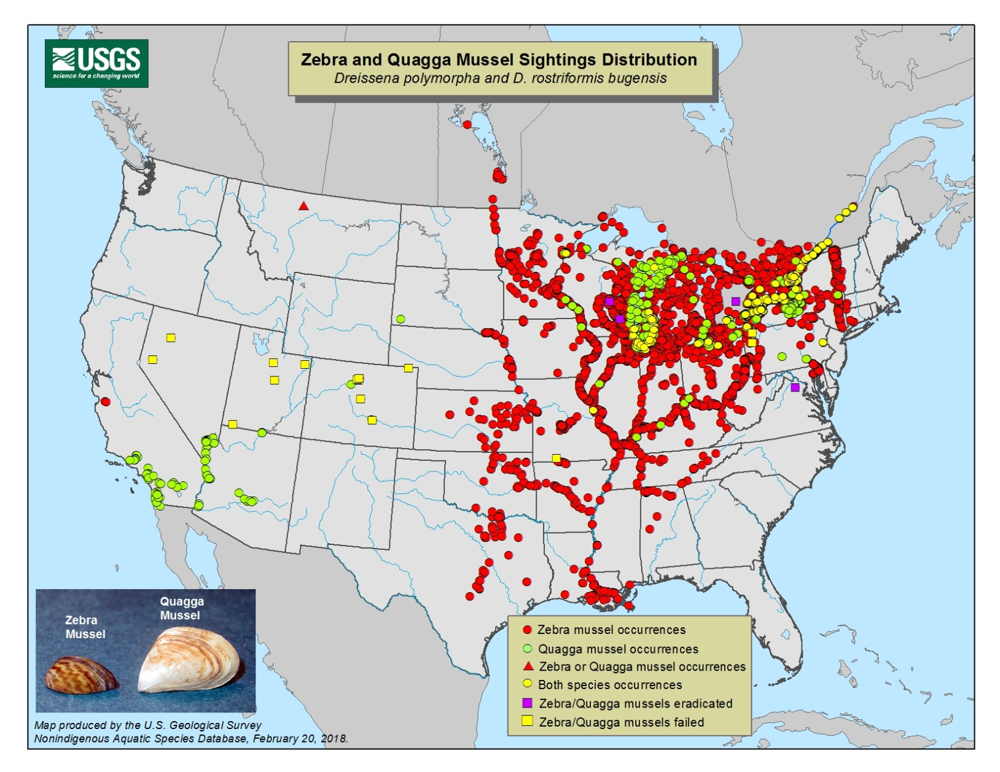 USGS
science for a changing world
Zebra and Quagga Mussel Sightings Distribution
Dreissena polymorpha and D. rostriformis bugensis
Zebra
Mussel
Quagga
Mussel
Zebra mussel occurrences
Quagga mussel occurrences
Zebra or Quagga mussel occurrences
Both species occurrences
Zebra/Quagga mussels eradicated
Zebra/Quagga mussels failed
Map produced by the U.S. Geological Survey
Nonindigenous Aquatic Species Database, February 20, 2018.